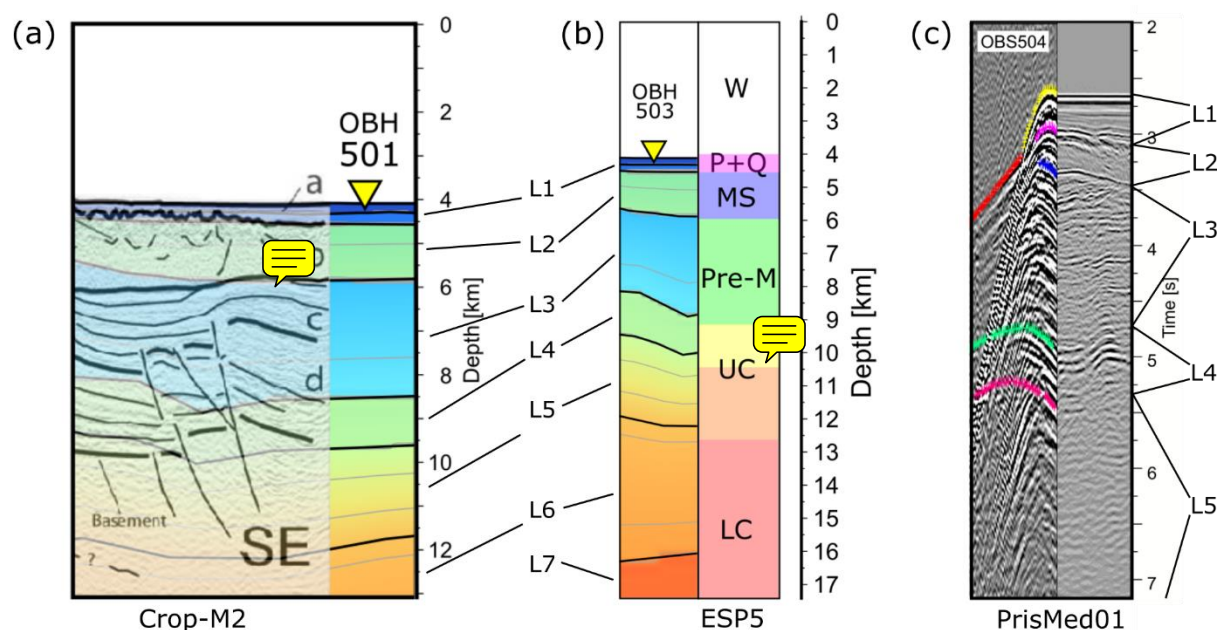 (a)
OBH
501
a
b
c
d
Basement
?
SE
0
2
4
6
8
10
12
Depth [km]
Crop-M2
L1
L2
L3
L4
L5
L6
L7
(b)
OBH
503
W
P+Q
MS
Pre-M
UC
LC
0
1
2
3
4
5
6
7
8
9
10
11
12
13
14
15
16
17
Depth [km]
ESP5
(c)
OBS504
2
3
4
5
6
7
Time [s]
L1
L2
L3
L4
L5
PrisMed01